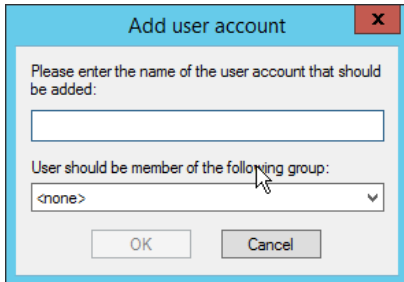 Add user account
x
Please enter the name of the user account that should
be added:
User should be member of the following group:
<none>
OK
Cancel